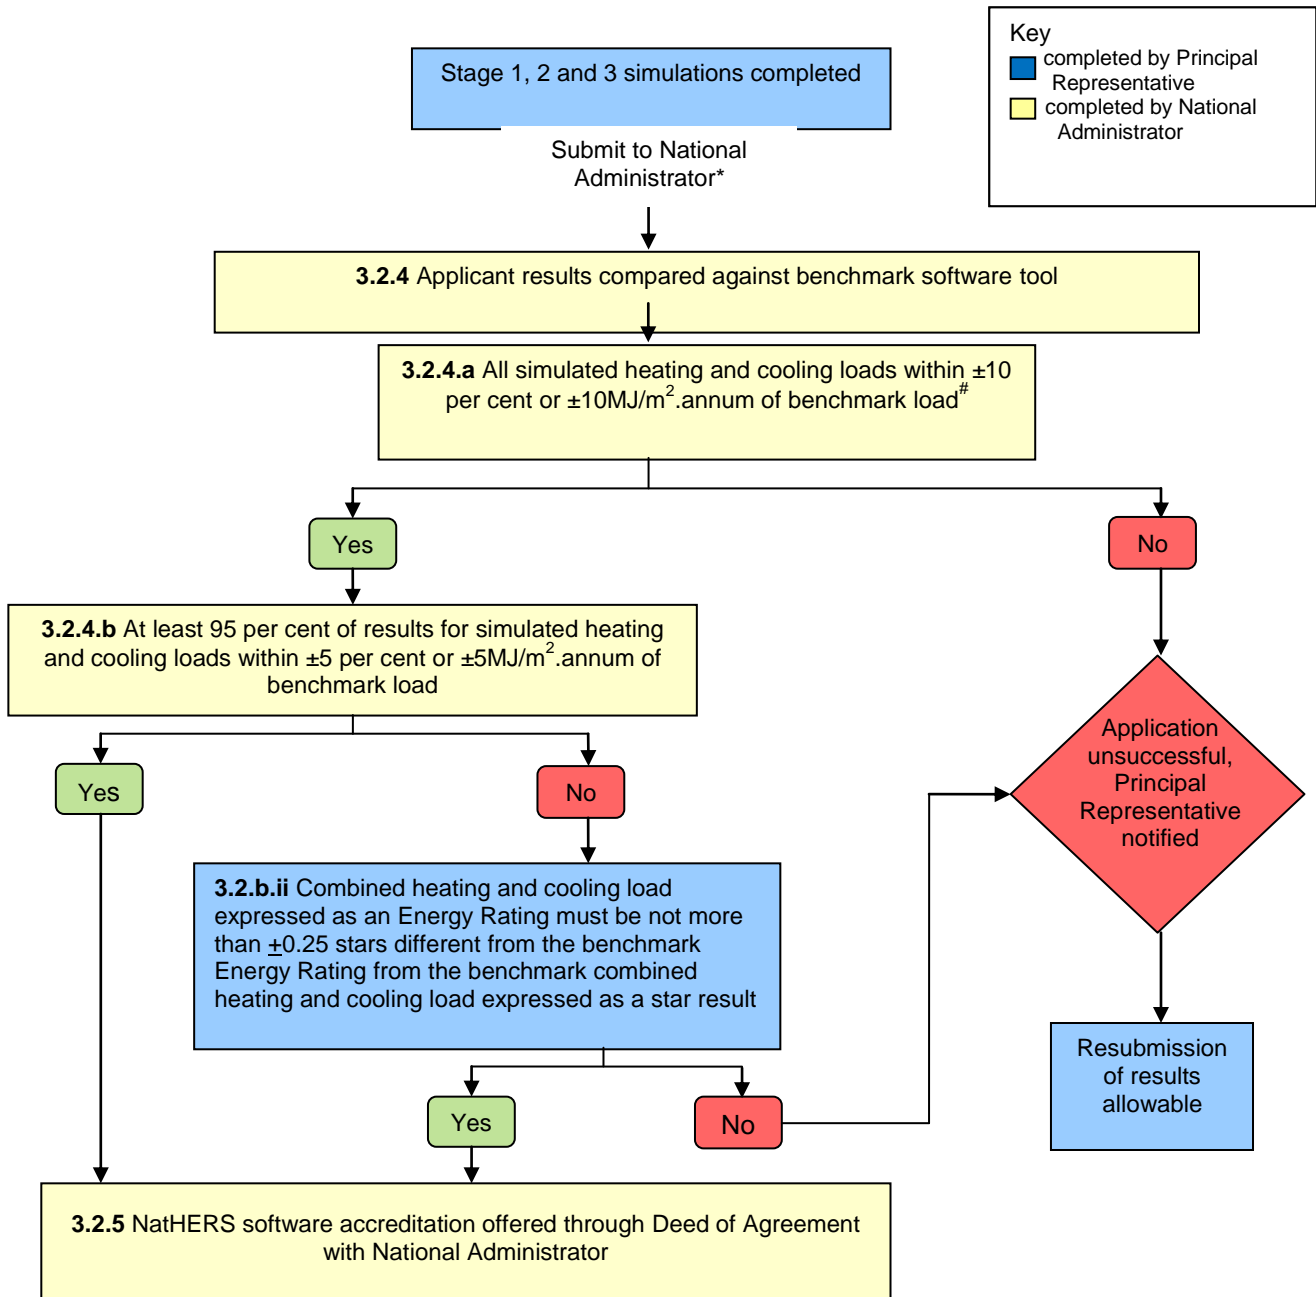 Key
completed by Principal
Representative
completed by National
Administrator
Stage 1, 2 and 3 simulations completed
Submit to National
Administrator*
3.2.4 Applicant results compared against benchmark software tool
3.2.4.a All simulated heating and cooling loads within ±10
per cent or ±10MJ/m².annum of benchmark load#
Yes
No
3.2.4.b At least 95 per cent of results for simulated heating
and cooling loads within ±5 per cent or ±5MJ/m².annum of
benchmark load
Yes
No
Application
unsuccessful,
Principal
Representative
notified
3.2.b.ii Combined heating and cooling load
expressed as an Energy Rating must be not more
than ±0.25 stars different from the benchmark
Energy Rating from the benchmark combined
heating and cooling load expressed as a star result
Resubmission
of results
allowable
Yes
No
3.2.5 NatHERS software accreditation offered through Deed of Agreement
with National Administrator